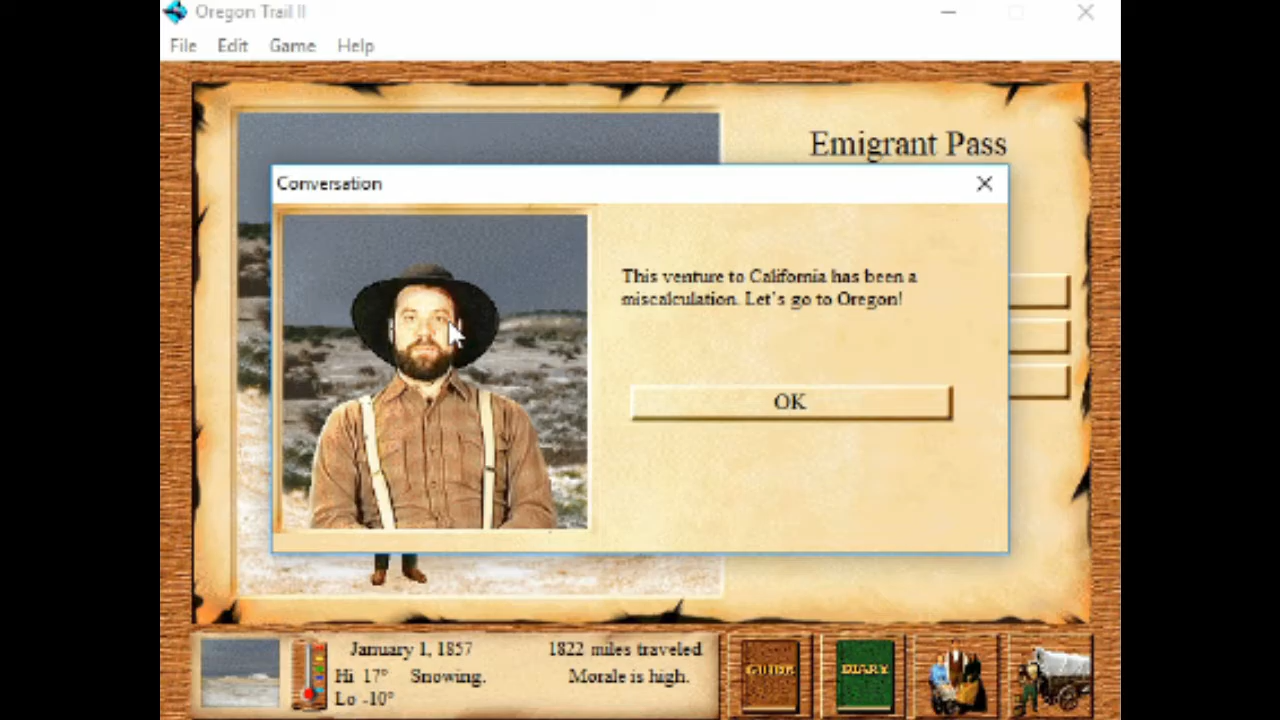 Oregon Trail II
File Edit Game Help
Emigrant Pass
Conversation
This venture to California has been a
miscalculation. Let's go to Oregon!
OK
January 1, 1857 1822 miles traveled.
Hi 17° Snowing. Morale is high.
Lo -10°
GUIDE
DIARY